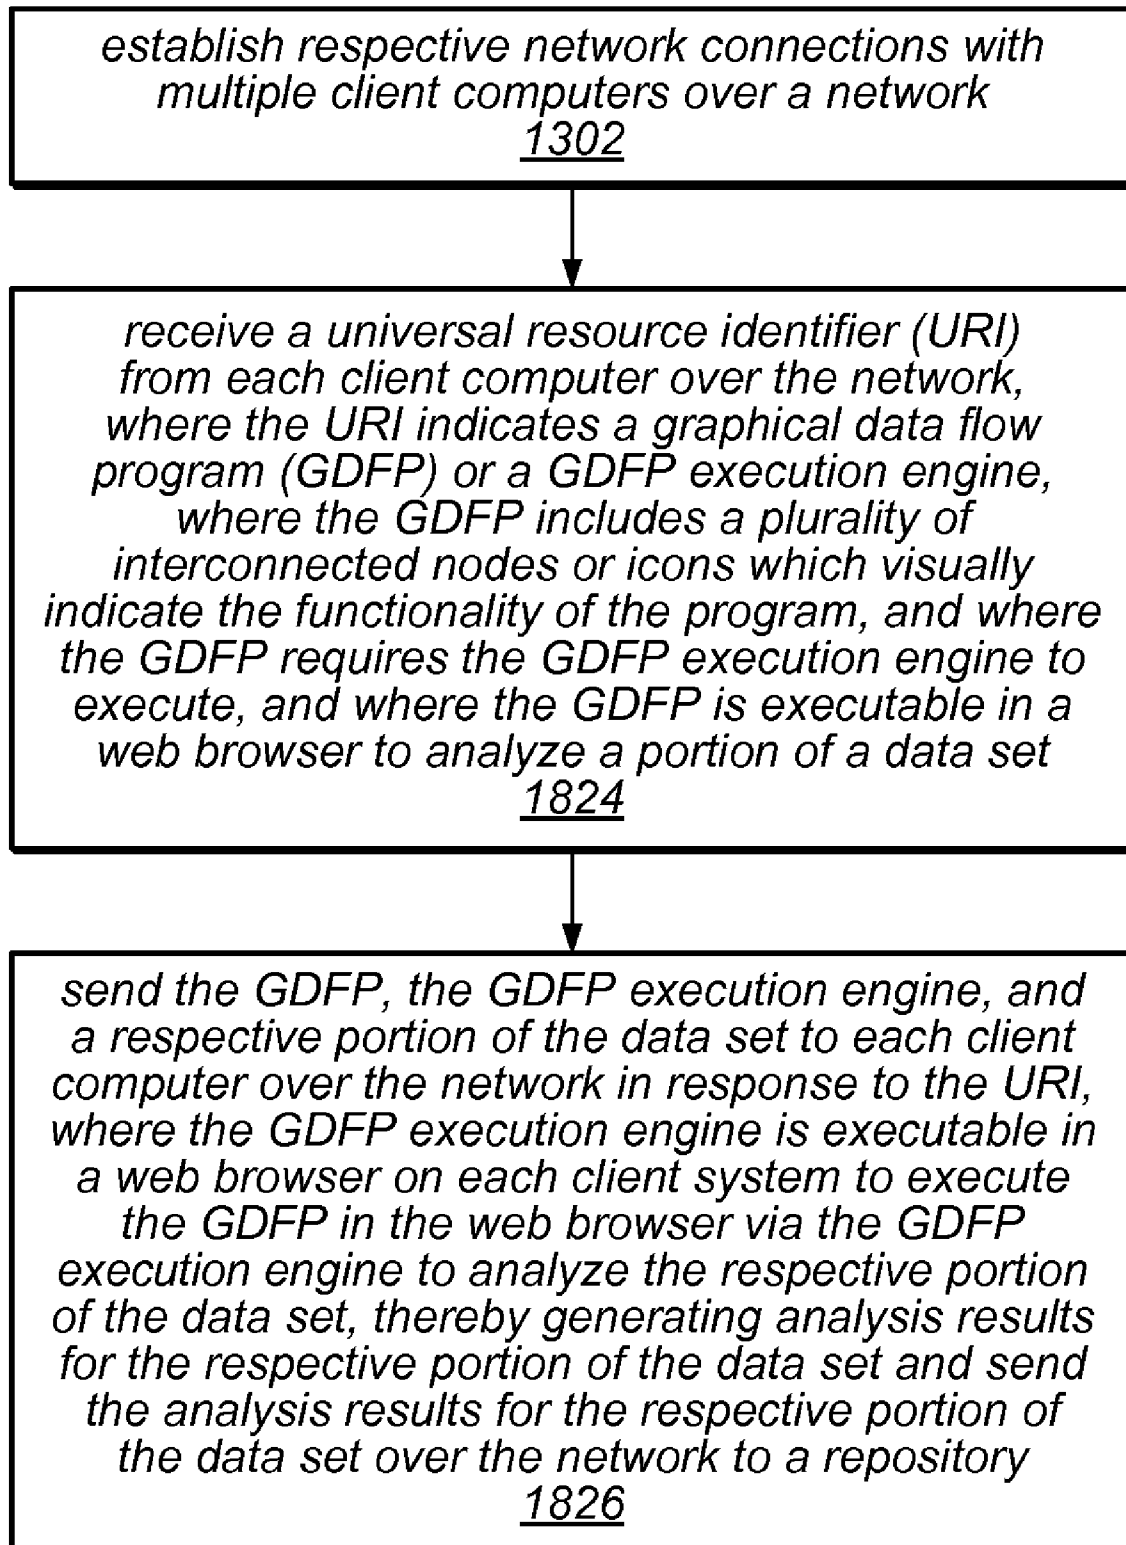 establish respective network connections with
multiple client computers over a network
1302
receive a universal resource identifier (URI)
from each client computer over the network,
where the URI indicates a graphical data flow
program (GDFP) or a GDFP execution engine,
where the GDFP includes a plurality of
interconnected nodes or icons which visually
indicate the functionality of the program, and where
the GDFP requires the GDFP execution engine to
execute, and where the GDFP is executable in a
web browser to analyze a portion of a data set
1824
send the GDFP, the GDFP execution engine, and
a respective portion of the data set to each client
computer over the network in response to the URI,
where the GDFP execution engine is executable in
a web browser on each client system to execute
the GDFP in the web browser via the GDFP
execution engine to analyze the respective portion
of the data set, thereby generating analysis results
for the respective portion of the data set and send
the analysis results for the respective portion of
the data set over the network to a repository
1826